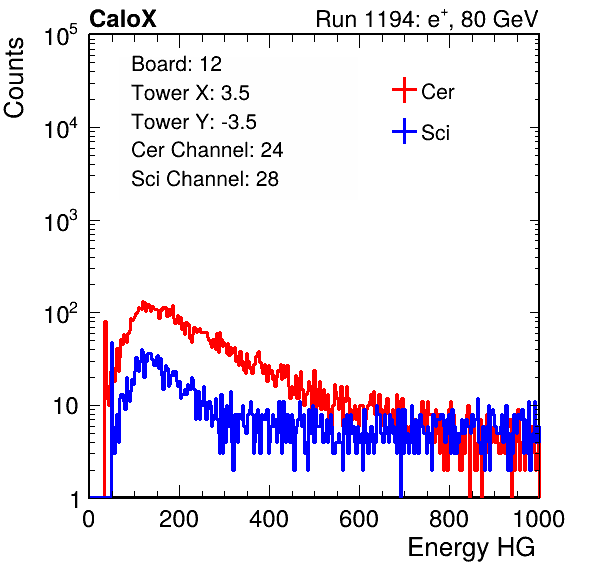 CaloX Run 1194: e⁺, 80 GeV
Counts
10⁵
10⁴
10³
10²
10
1
Board: 12
Tower X: 3.5
Tower Y: -3.5
Cer Channel: 24
Sci Channel: 28
Cer
Sci
0 200 400 600 800 1000
Energy HG